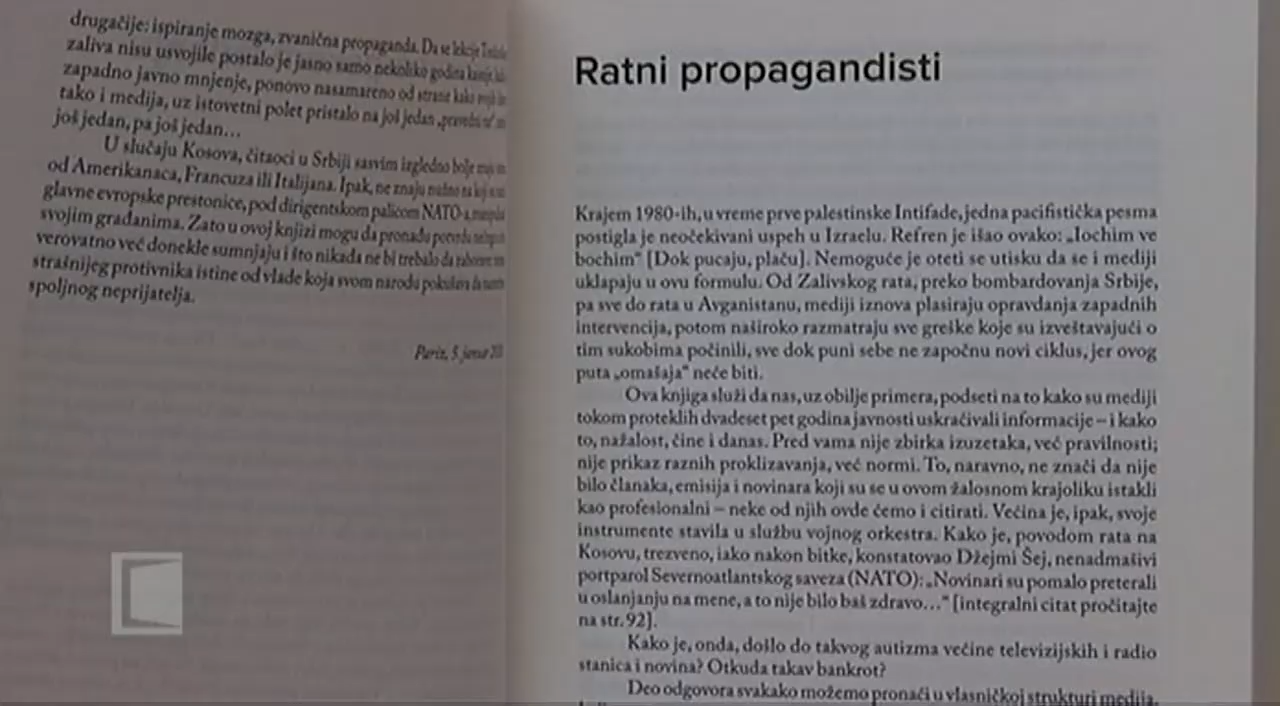 drugačije: ispiranje mozga, zvanična propaganda. Da se lekcije
zaliva nisu usvojile postalo je jasno samo nekoliko godina kasnije
zapadno javno mnjenje, ponovo nasamareno od strane kako
tako i medija, uz istovetni polet pristalo na još jedan „pravedni rat“
još jedan, pa još jedan...
U slučaju Kosova, čitaoci u Srbiji sasvim izgledno bolje
od Amerikanaca, Francuza ili Italijana. Ipak, ne znaju nužno na koji
glavne evropske prestonice, pod dirigentskom palicom NATO-a,
svojim građanima. Zato u ovoj knjizi mogu da pronađu potvrdu
verovatno već donekle sumnjaju i što nikada ne bi trebalo da zaborave:
strašnijeg protivnika istine od vlade koja svom narodu pokušava da
spoljnog neprijatelja.
Pariz, 5.
Ratni propagandisti
Krajem 1980-ih, u vreme prve palestinske Intifade, jedna pacifistička pesma
postigla je neočekivani uspeh u Izraelu. Refren je išao ovako: „Iochim ve
bochim“ [Dok pucaju, plaču]. Nemoguće je oteti se utisku da se i mediji
uklapaju u ovu formulu. Od Zalivskog rata, preko bombardovanja Srbije,
pa sve do rata u Avganistanu, mediji iznova plasiraju opravdanja zapadnih
intervencija, potom naširoko razmatraju sve greške koje su izveštavajući o
tim sukobima počinili, sve dok puni sebe ne započnu novi ciklus, jer ovog
puta „omašaja“ neće biti.
Ova knjiga služi da nas, uz obilje primera, podseti na to kako su mediji
tokom proteklih dvadeset pet godina javnosti uskraćivali informacije – i kako
to, nažalost, čine i danas. Pred vama nije zbirka izuzetaka, već pravilnosti;
nije prikaz raznih proklizavanja, već normi. To, naravno, ne znači da nije
bilo članaka, emisija i novinara koji su se u ovom žalosnom krajoliku istakli
kao profesionalni – neke od njih ovde ćemo i citirati. Većina je, ipak, svoje
instrumente stavila u službu vojnog orkestra. Kako je, povodom rata na
Kosovu, trezveno, iako nakon bitke, konstatovao Džejmi Šej, nenadmašivi
portparol Severnoatlantskog saveza (NATO): „Novinari su pomalo preterali
u oslanjanju na mene, a to nije bilo baš zdravo...“ [integralni citat pročitajte
na str. 92].
Kako je, onda, došlo do takvog autizma većine televizijskih i radio
stanica i novina? Otkuda takav bankrot?
Deo odgovora svakako možemo pronaći u vlasničkoj strukturi medija.